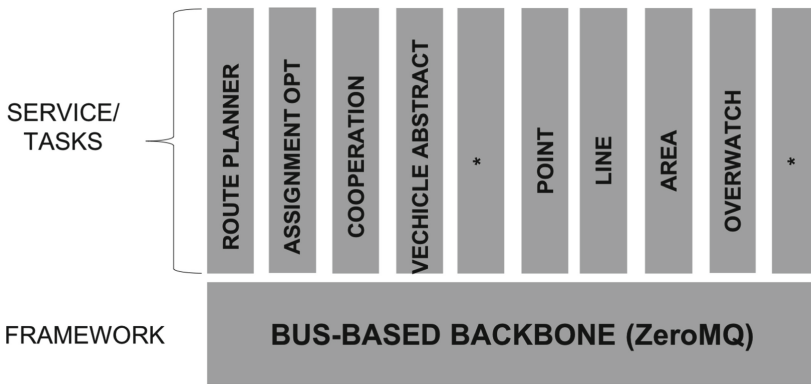 SERVICE/
TASKS
ROUTE PLANNER
ASSIGNMENT OPT
COOPERATION
VECHICLE ABSTRACT
*
POINT
LINE
AREA
OVERWATCH
*
FRAMEWORK
BUS-BASED BACKBONE (ZeroMQ)